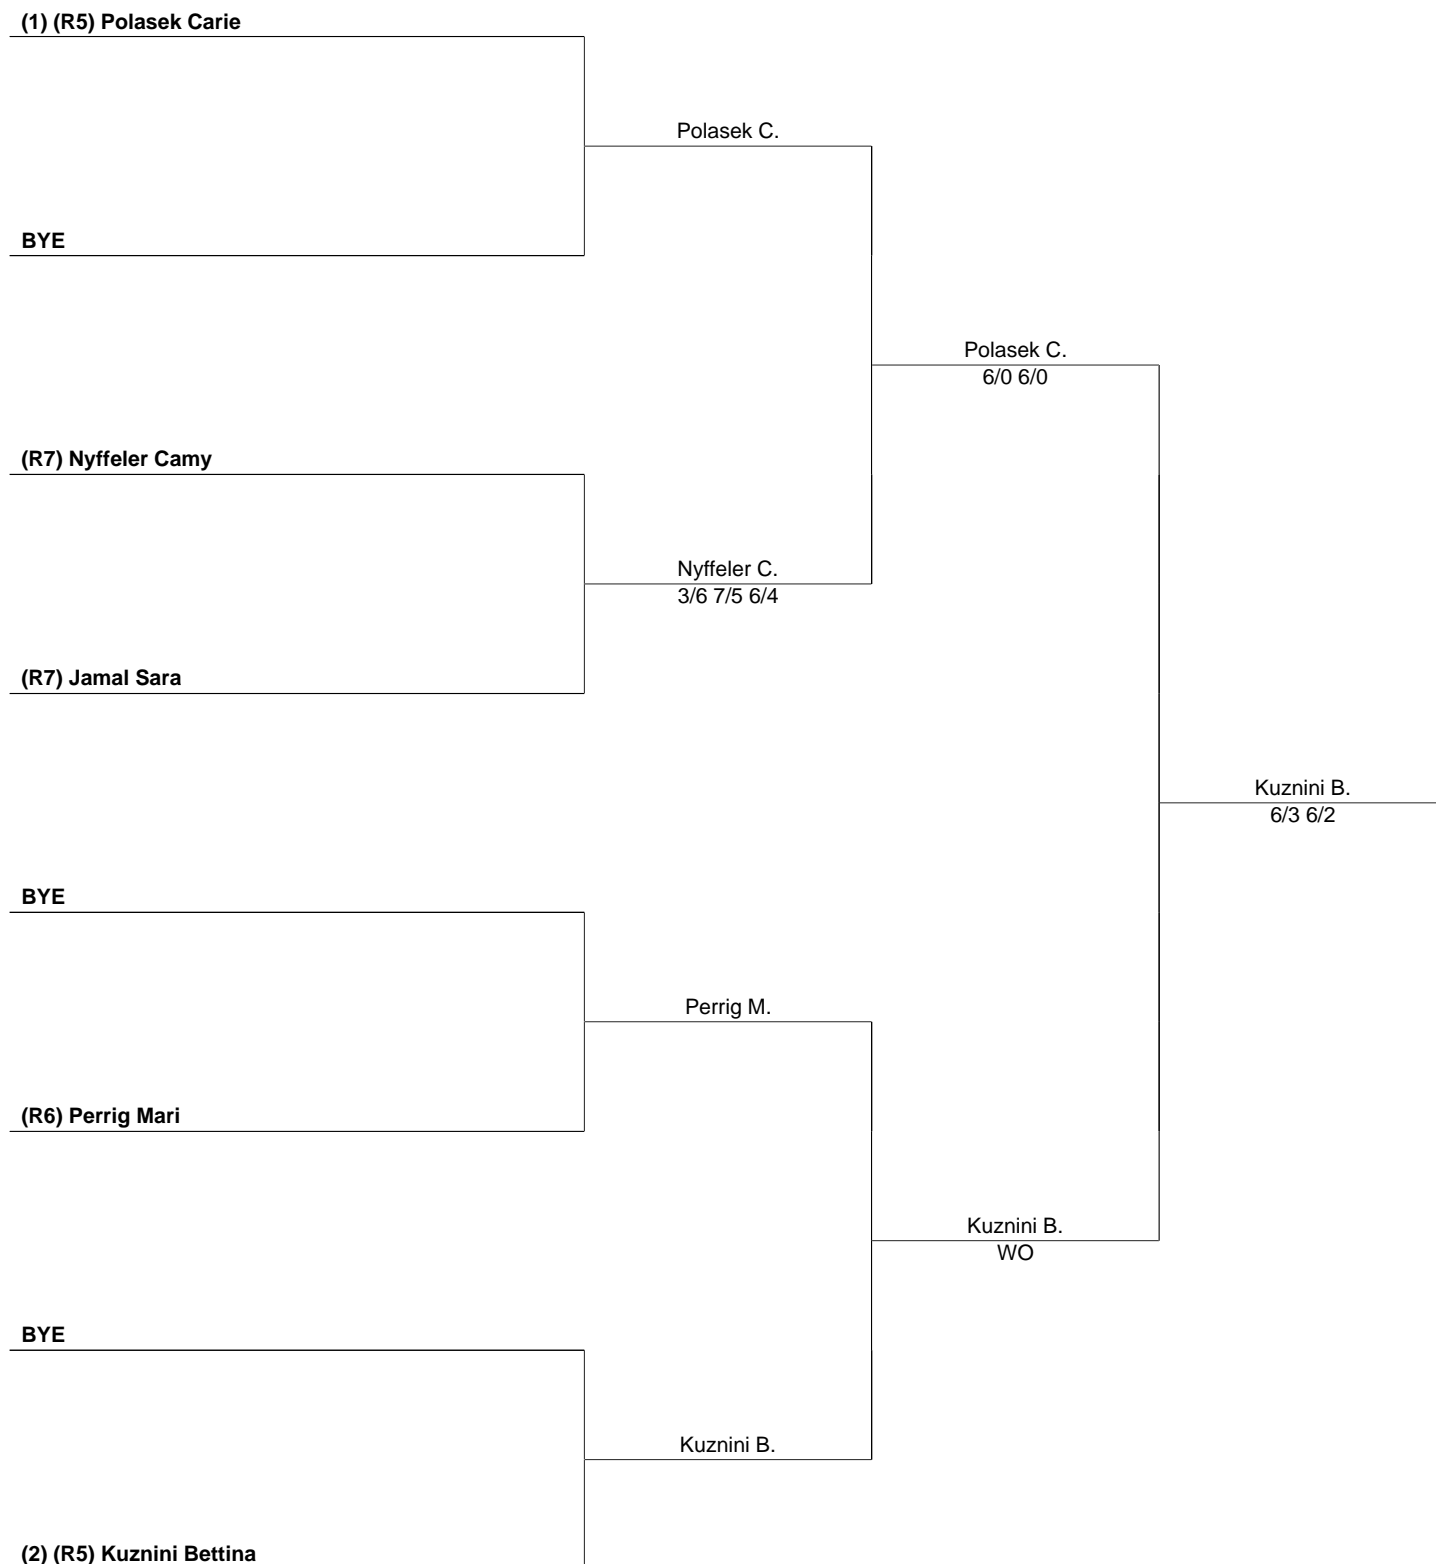 (1) (R5) Polasek Carie
Polasek C.
BYE
Polasek C.
6/0 6/0
(R7) Nyffeler Camy
Nyffeler C.
3/6 7/5 6/4
(R7) Jamal Sara
Kuznini B.
6/3 6/2
BYE
Perrig M.
(R6) Perrig Mari
Kuznini B.
WO
BYE
Kuznini B.
(2) (R5) Kuznini Bettina